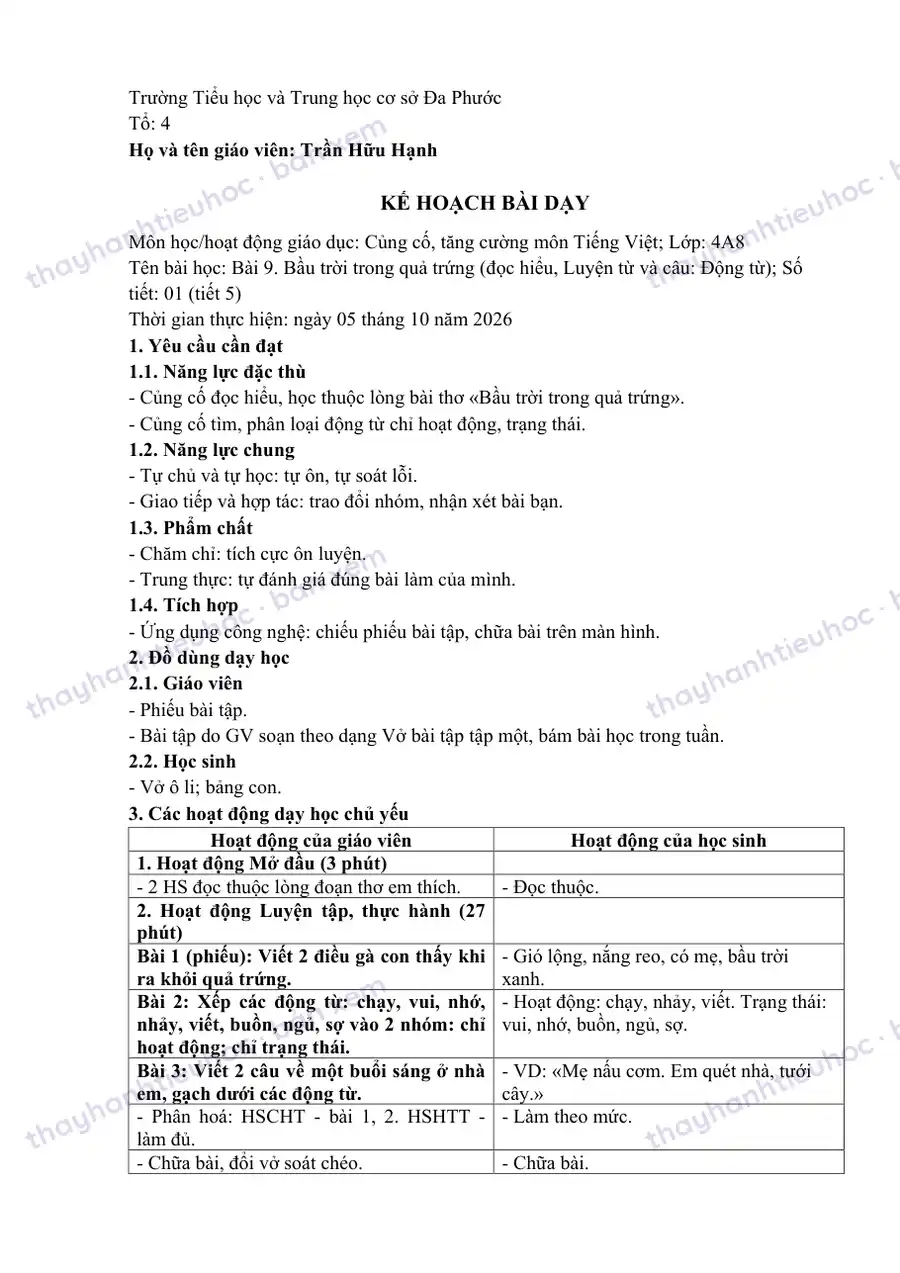 Trường Tiểu học và Trung học cơ sở Đa Phước
Tổ: 4
Họ và tên giáo viên: Trần Hữu Hạnh
KẾ HOẠCH BÀI DẠY
Môn học/hoạt động giáo dục: Củng cố, tăng cường môn Tiếng Việt; Lớp: 4A8
Tên bài học: Bài 9. Bầu trời trong quả trứng (đọc hiểu, Luyện từ và câu: Động từ); Số
tiết: 01 (tiết 5)
Thời gian thực hiện: ngày 05 tháng 10 năm 2026
1. Yêu cầu cần đạt
1.1. Năng lực đặc thù
- Củng cố đọc hiểu, học thuộc lòng bài thơ «Bầu trời trong quả trứng».
- Củng cố tìm, phân loại động từ chỉ hoạt động, trạng thái.
1.2. Năng lực chung
- Tự chủ và tự học: tự ôn, tự soát lỗi.
- Giao tiếp và hợp tác: trao đổi nhóm, nhận xét bài bạn.
1.3. Phẩm chất
- Chăm chỉ: tích cực ôn luyện.
- Trung thực: tự đánh giá đúng bài làm của mình.
1.4. Tích hợp
- Ứng dụng công nghệ: chiếu phiếu bài tập, chữa bài trên màn hình.
2. Đồ dùng dạy học
2.1. Giáo viên
- Phiếu bài tập.
- Bài tập do GV soạn theo dạng Vở bài tập tập một, bám bài học trong tuần.
2.2. Học sinh
- Vở ô li; bảng con.
3. Các hoạt động dạy học chủ yếu
Hoạt động của giáo viên
Hoạt động của học sinh
1. Hoạt động Mở đầu (3 phút)
- 2 HS đọc thuộc lòng đoạn thơ em thích.
- Đọc thuộc.
2. Hoạt động Luyện tập, thực hành (27
phút)
Bài 1 (phiếu): Viết 2 điều gà con thấy khi
ra khỏi quả trứng.
- Gió lộng, nắng reo, có mẹ, bầu trời
xanh.
Bài 2: Xếp các động từ: chạy, vui, nhớ,
nhảy, viết, buồn, ngủ, sợ vào 2 nhóm: chỉ
hoạt động; chỉ trạng thái.
- Hoạt động: chạy, nhảy, viết. Trạng thái:
vui, nhớ, buồn, ngủ, sợ.
Bài 3: Viết 2 câu về một buổi sáng ở nhà
em, gạch dưới các động từ.
- VD: «Mẹ nấu cơm. Em quét nhà, tưới
cây.»
- Phân hoá: HSCHT - bài 1, 2. HSHTT -
làm đủ.
- Làm theo mức.
- Chữa bài, đổi vở soát chéo.
- Chữa bài.
thayhanhtieuhoc · bản xem
thayhanhtieuhoc · b
thayhanhtieuhoc · bản xem
thayhanhtieuhoc · b
thayhanhtieuhoc · bản xem
thayhanhtieuhoc · b